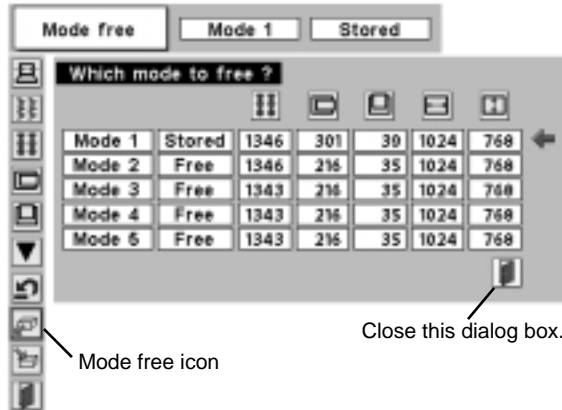 Mode free Mode 1 Stored
Which mode to free ?
Mode 1 Stored 1346 301 39 1024 768
Mode 2 Free 1346 216 35 1024 768
Mode 3 Free 1343 216 35 1024 768
Mode 4 Free 1343 216 35 1024 768
Mode 5 Free 1343 216 35 1024 768
Close this dialog box.
Mode free icon